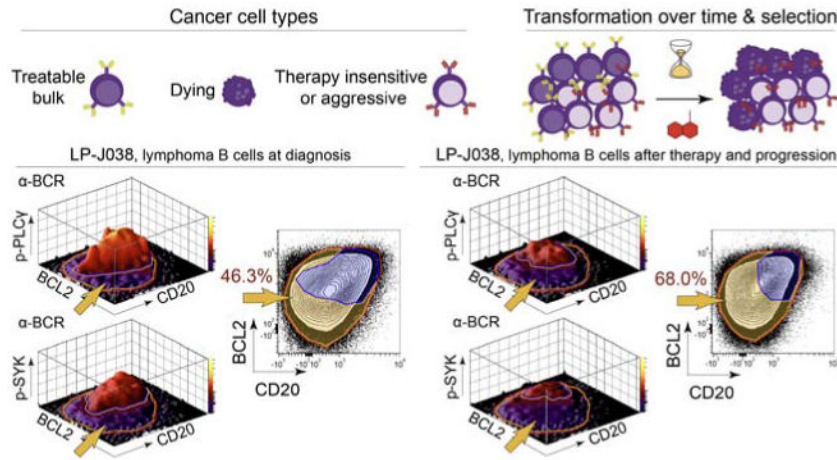 Cancer cell types
Treatable
bulk
Dying
Therapy insensitive
or aggressive
Transformation over time & selection
LP-J038, lymphoma B cells at diagnosis
α-BCR
p-PLCγ
BCL2
CD20
α-BCR
p-SYK
BCL2
CD20
46.3%
BCL2
CD20
LP-J038, lymphoma B cells after therapy and progression
α-BCR
p-PLCγ
BCL2
CD20
α-BCR
p-SYK
BCL2
CD20
68.0%
BCL2
CD20